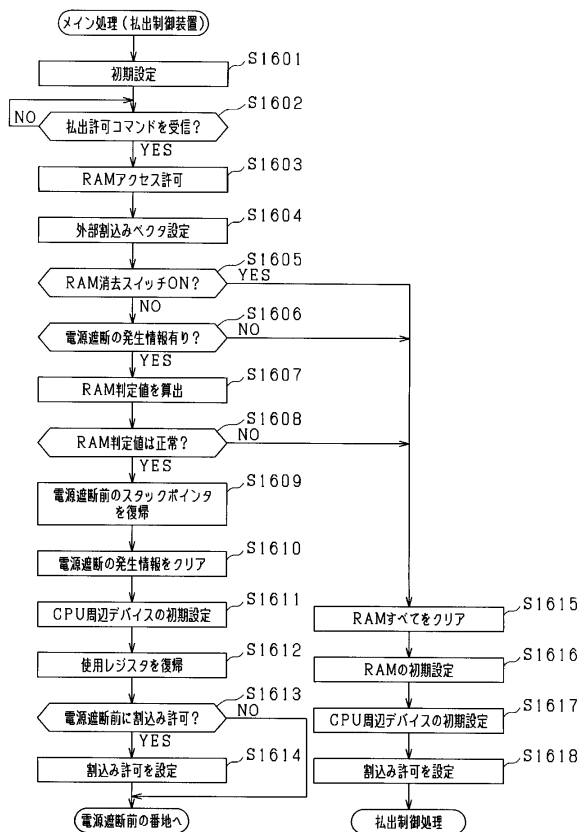 メイン処理(払出制御装置)
初期設定
S1601
払出許可コマンドを受信?
S1602
NO
YES
RAMアクセス許可
S1603
外部割込みベクタ設定
S1604
RAM消去スイッチON?
S1605
YES
NO
電源遮断の発生情報有り?
S1606
NO
YES
RAM判定値を算出
S1607
RAM判定値は正常?
S1608
NO
YES
電源遮断前のスタックポインタ
を復帰
S1609
電源遮断の発生情報をクリア
S1610
CPU周辺デバイスの初期設定
S1611
使用レジスタを復帰
S1612
電源遮断前に割込み許可?
S1613
NO
YES
割込み許可を設定
S1614
電源遮断前の番地へ
RAMすべてをクリア
S1615
RAMの初期設定
S1616
CPU周辺デバイスの初期設定
S1617
割込み許可を設定
S1618
払出制御処理